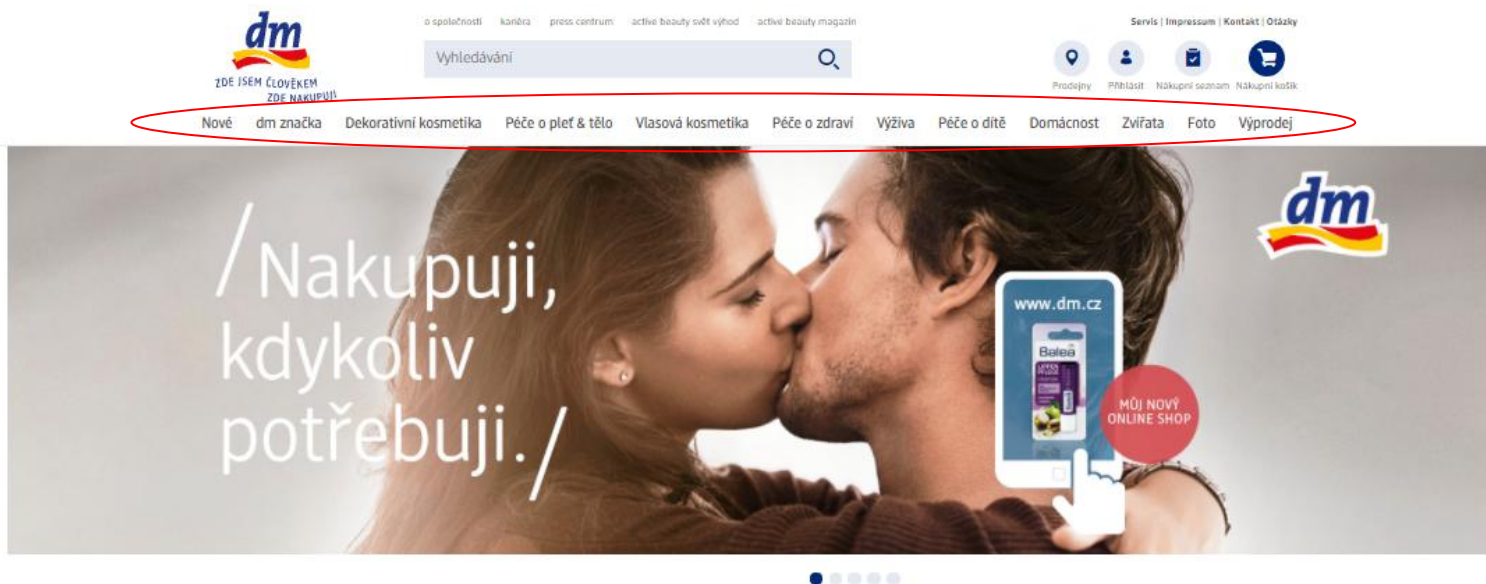 dm
ZDE JSEM ČLOVĚKEM
ZDE NAKUPUJI
o společnosti kariéra press centrum active beauty svět výhod active beauty magazín
Servis | Impressum | Kontakt | Otázky
Vyhledávání
Prodejny Přihlásit Nákupní seznam Nákupní košík
Nové dm značka Dekorativní kosmetika Péče o pleť & tělo Vlasová kosmetika Péče o zdraví Výživa Péče o dítě Domácnost Zvířata Foto Výprodej
/Nakupuji,
kdykoliv
potřebuji./
dm
www.dm.cz
Balea
MŮJ NOVÝ
ONLINE SHOP